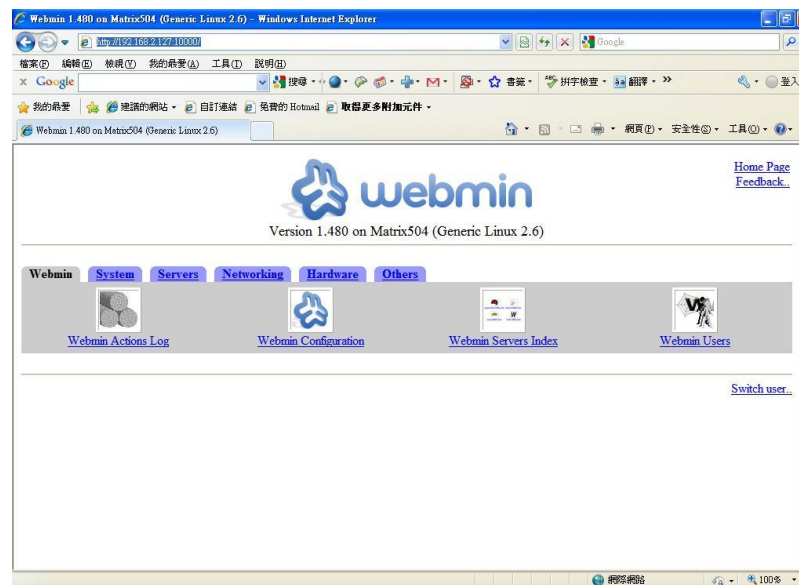 Webmin 1.480 on Matrix504 (Generic Linux 2.6) - Windows Internet Explorer
http://192.168.2.127:10000/
Google
檔案(F) 編輯(E) 檢視(V) 我的最愛(A) 工具(T) 說明(H)
x Google 搜尋 書籤 ABC 拼字檢查 翻譯 » 登入
我的最愛 建議的網站 自訂連結 免費的 Hotmail 取得更多附加元件
Webmin 1.480 on Matrix504 (Generic Linux 2.6) 網頁(P) 安全性(S) 工具(O)
Home Page
Feedback..
webmin
Version 1.480 on Matrix504 (Generic Linux 2.6)
Webmin System Servers Networking Hardware Others
Webmin Actions Log Webmin Configuration Webmin Servers Index Webmin Users
Switch user..
網際網路 100%